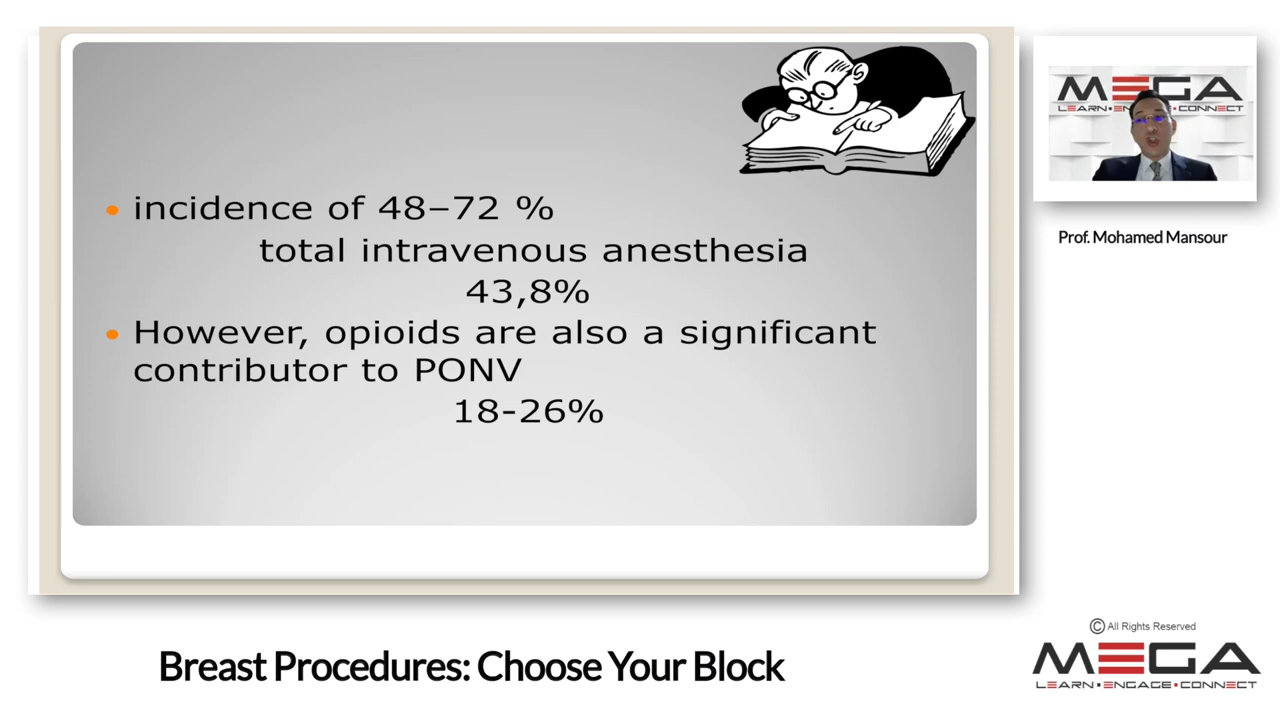 incidence of 48–72 %
total intravenous anesthesia
43,8%
However, opioids are also a significant
contributor to PONV
18-26%
MEGA
LEARN•ENGAGE•CONNECT
Prof. Mohamed Mansour
Breast Procedures: Choose Your Block
© All Rights Reserved
MEGA
LEARN•ENGAGE•CONNECT